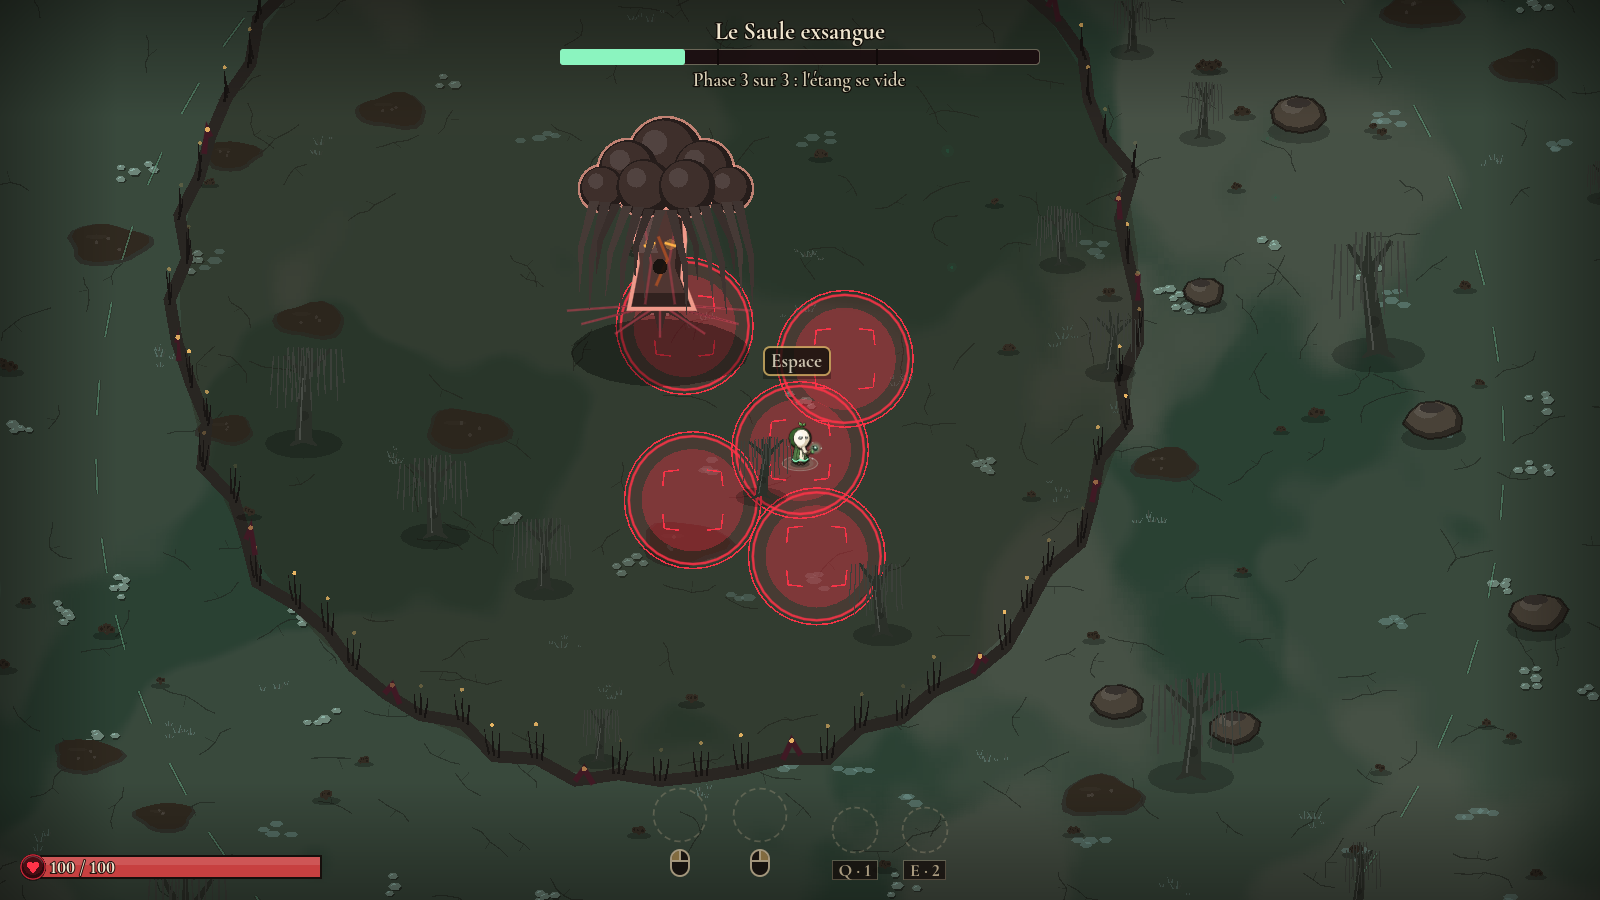 Le Saule exsangue
Phase 3 sur 3 : l'étang se vide
Espace
100 / 100
Q · 1
E · 2